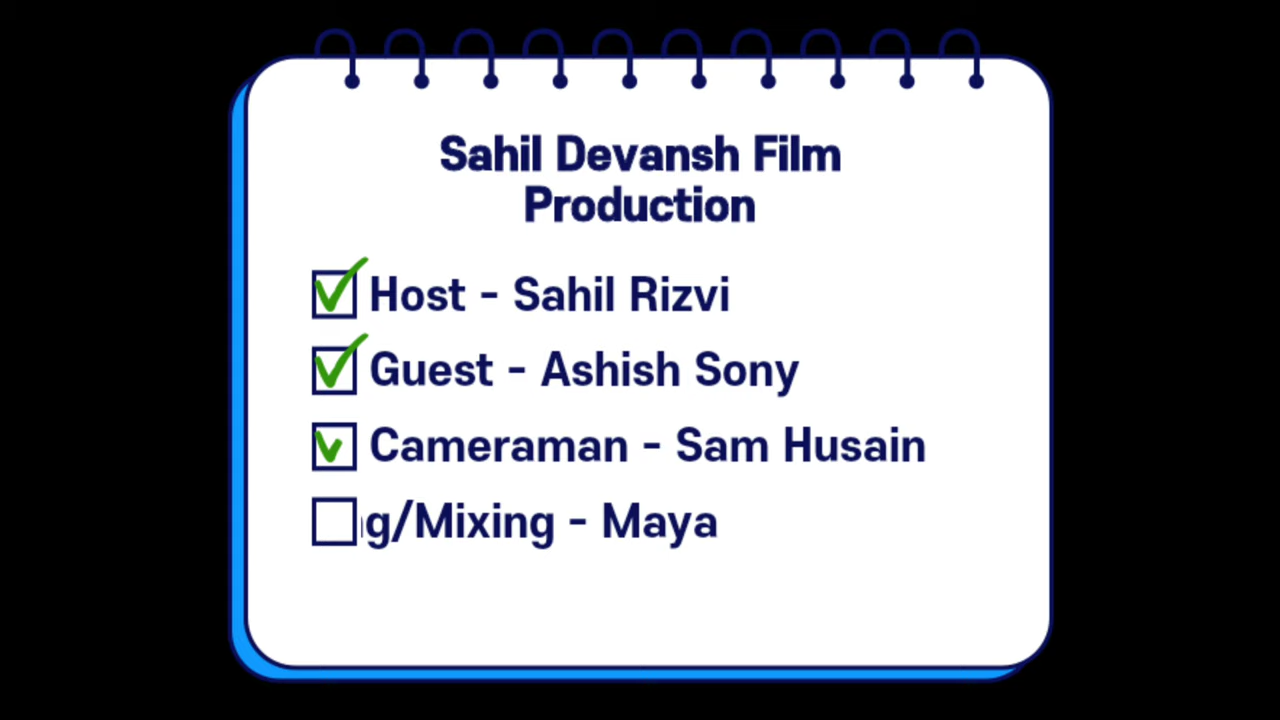 Sahil Devansh Film
Production
Host - Sahil Rizvi
Guest - Ashish Sony
Cameraman - Sam Husain
g/Mixing - Maya